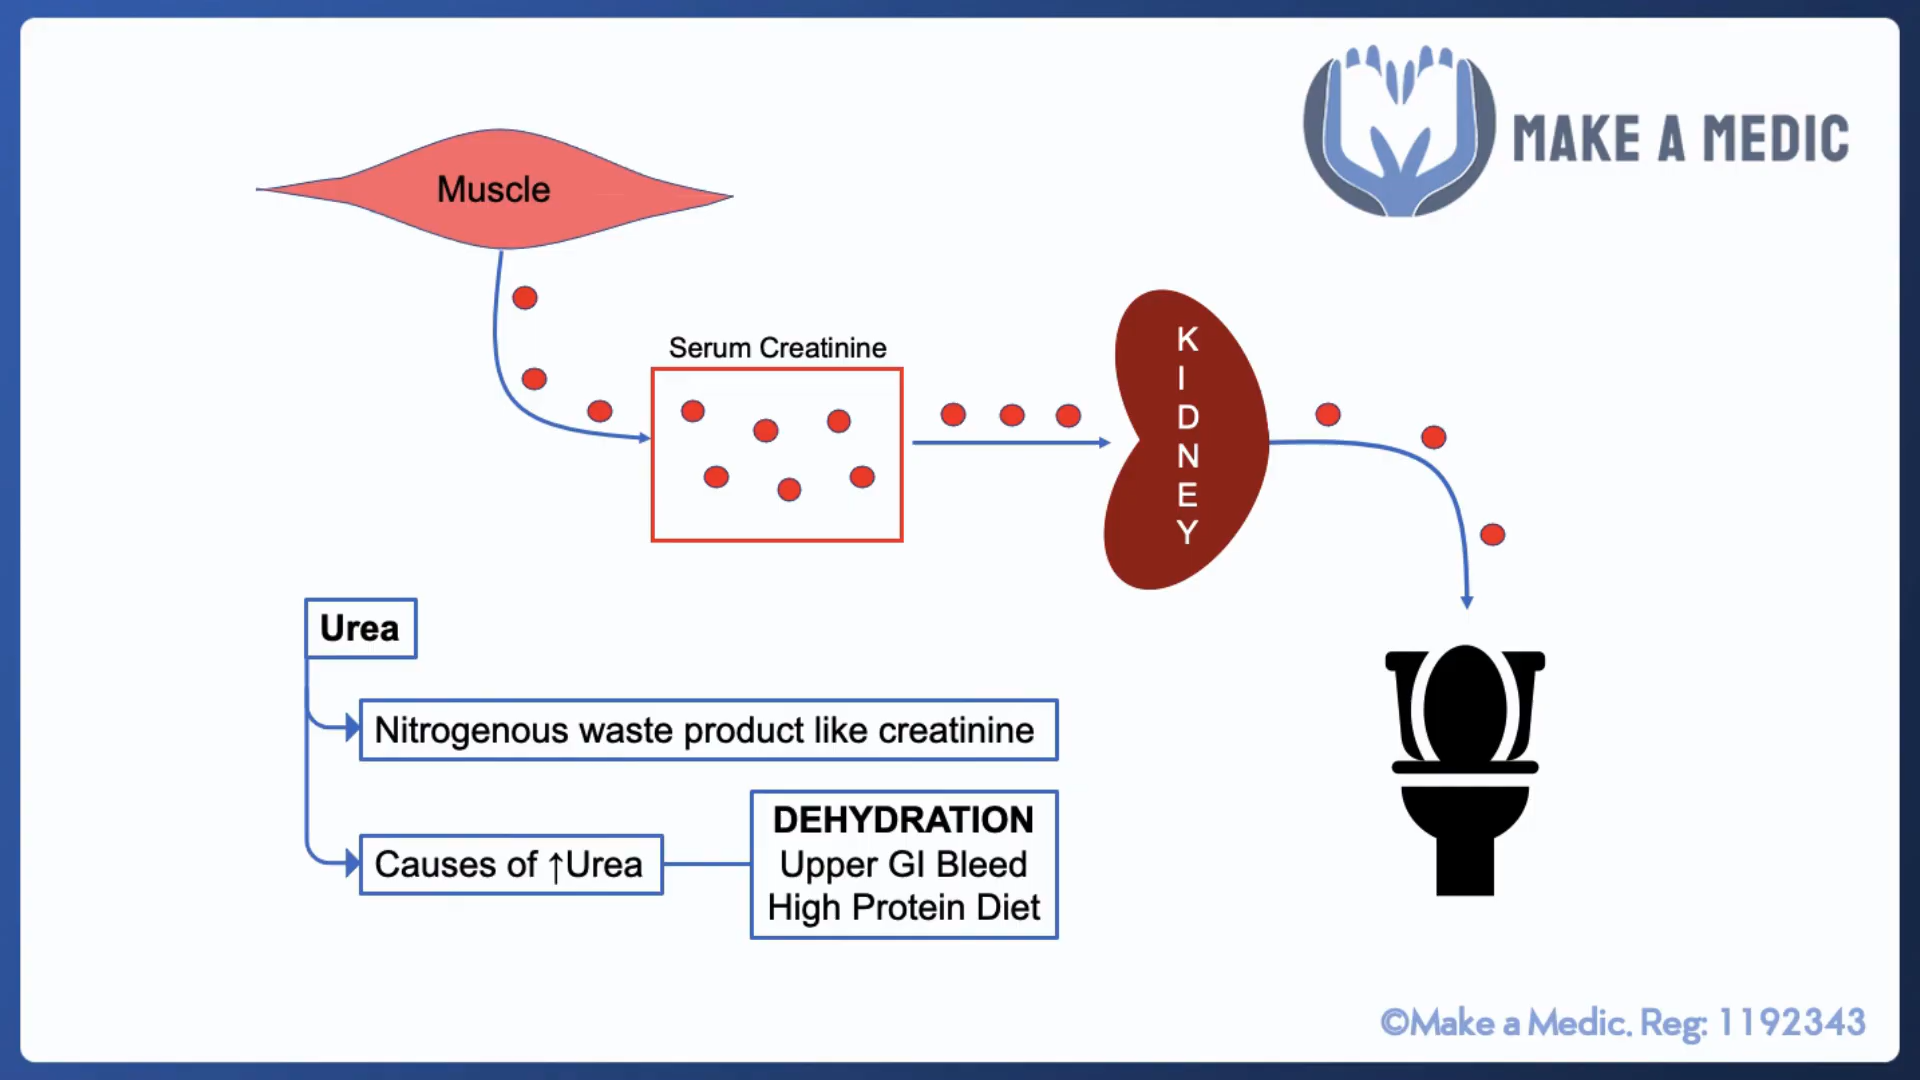 MAKE A MEDIC
Muscle
Serum Creatinine
KIDNEY
Urea
Nitrogenous waste product like creatinine
Causes of ↑Urea
DEHYDRATION
Upper GI Bleed
High Protein Diet
©Make a Medic. Reg: 1192343